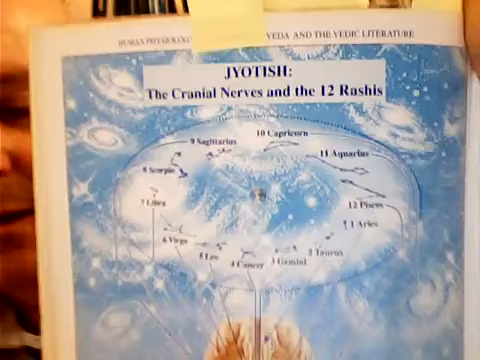 HUMAN PHYSIOLOGY VEDA AND THE VEDIC LITERATURE
JYOTISH:
The Cranial Nerves and the 12 Rashis
10 Capricorn
9 Sagittarius
11 Aquarius
8 Scorpio
7 Libra
12 Pisces
1 Aries
6 Virgo
5 Leo
4 Cancer
3 Gemini
2 Taurus